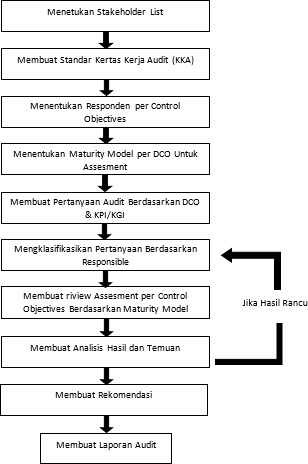 Menetukan Stakeholder List
Membuat Standar Kertas Kerja Audit (KKA)
Menentukan Responden per Control
Objectives
Menentukan Maturity Model per DCO Untuk
Assesment
Membuat Pertanyaan Audit Berdasarkan DCO
& KPI/KGI
Mengklasifikasikan Pertanyaan Berdasarkan
Responsible
Membuat riview Assesment per Control
Objectives Berdasarkan Maturity Model
Jika Hasil Rancu
Membuat Analisis Hasil dan Temuan
Membuat Rekomendasi
Membuat Laporan Audit